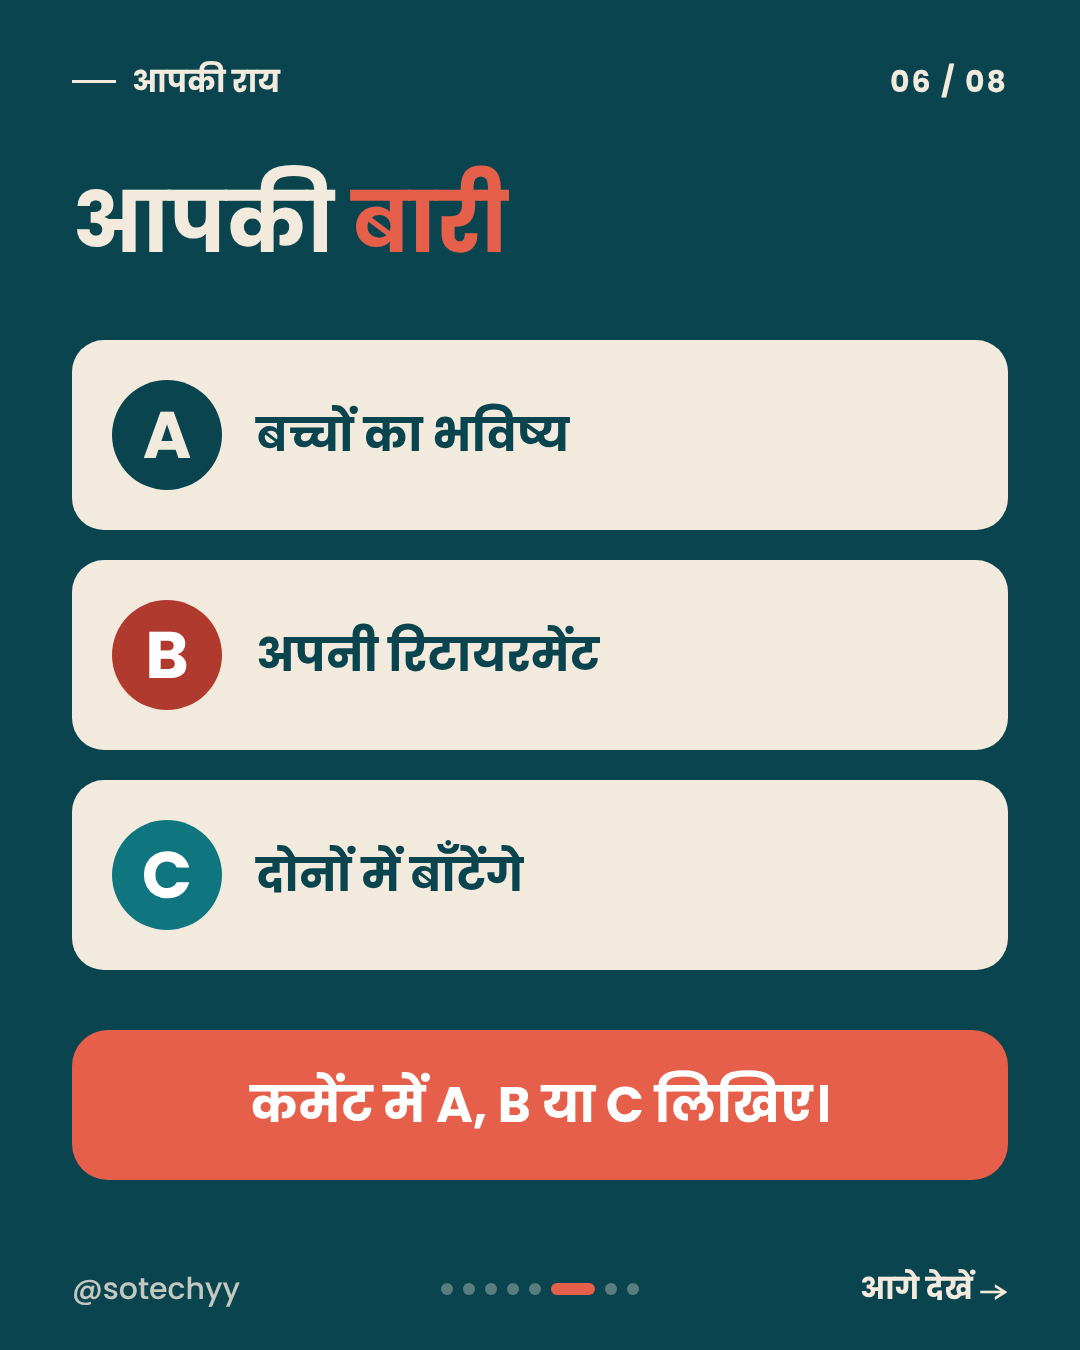 आपकी राय
06 / 08
आपकी बारी
A
बच्चों का भविष्य
B
अपनी रिटायरमेंट
C
दोनों में बाँटेंगे
कमेंट में A, B या C लिखिए।
@sotechyy
आगे देखें →